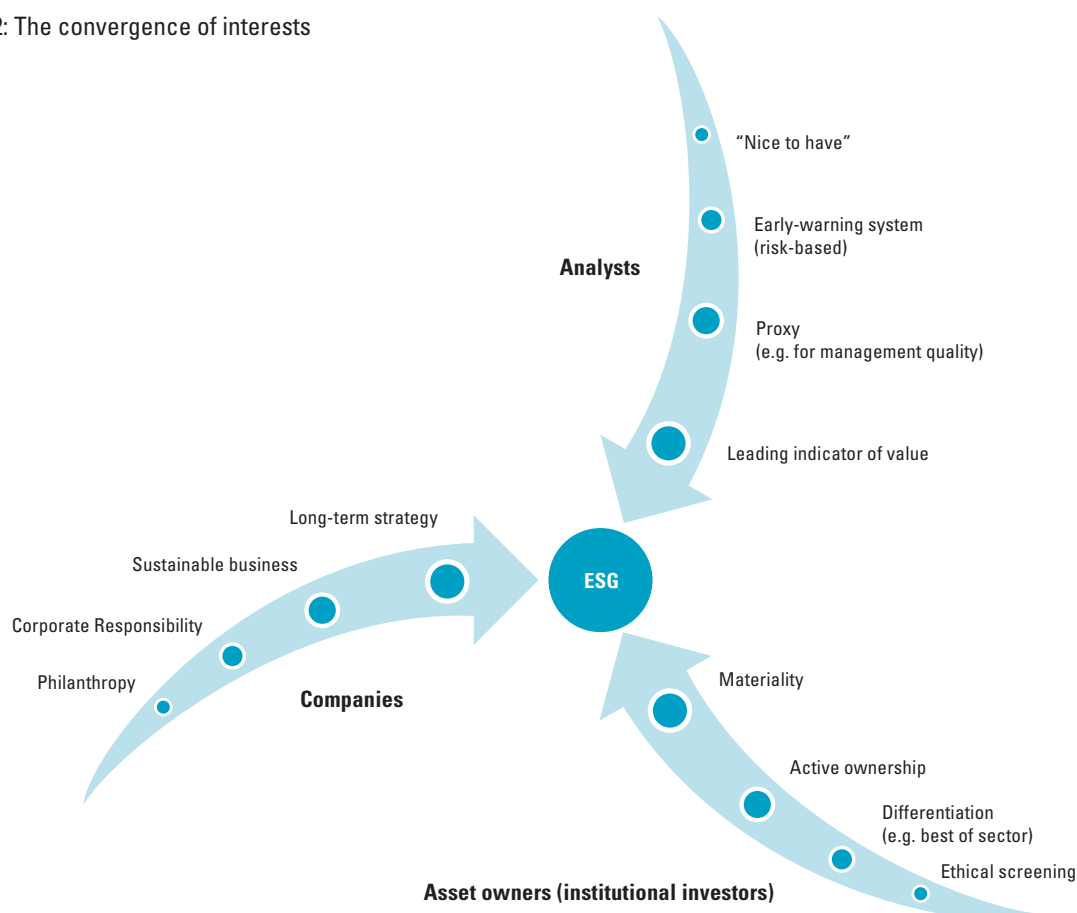 2: The convergence of interests
“Nice to have”
Early-warning system
(risk-based)
Analysts
Proxy
(e.g. for management quality)
Leading indicator of value
Long-term strategy
Sustainable business
ESG
Corporate Responsibility
Philanthropy
Companies
Materiality
Active ownership
Differentiation
(e.g. best of sector)
Ethical screening
Asset owners (institutional investors)